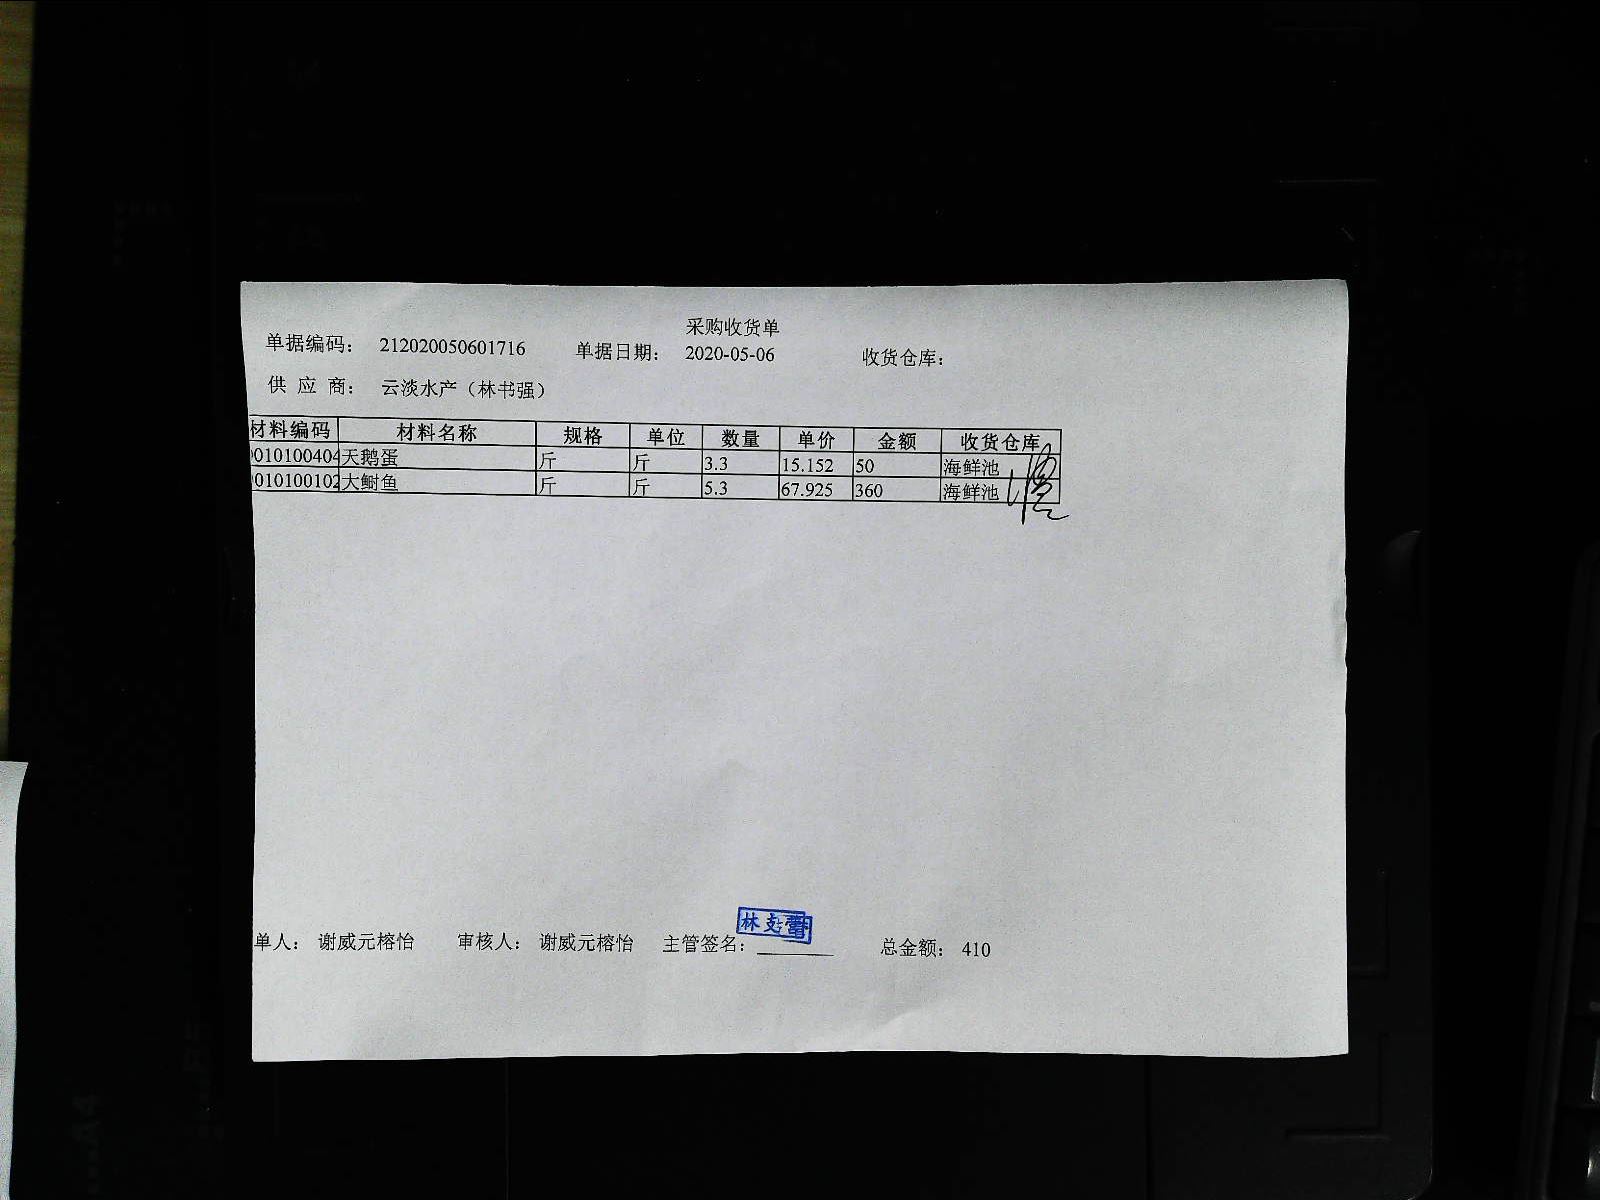 采购收货单
单据编码: 212020050601716 单据日期: 2020-05-06 收货仓库:
供 应 商: 云淡水产（林书强）
材料编码 材料名称 规格 单位 数量 单价 金额 收货仓库
010100404 天鹅蛋 斤 斤 3.3 15.152 50 海鲜池
010100102 大鲋鱼 斤 斤 5.3 67.925 360 海鲜池
单人: 谢威元榕怡 审核人: 谢威元榕怡 主管签名: 总金额: 410